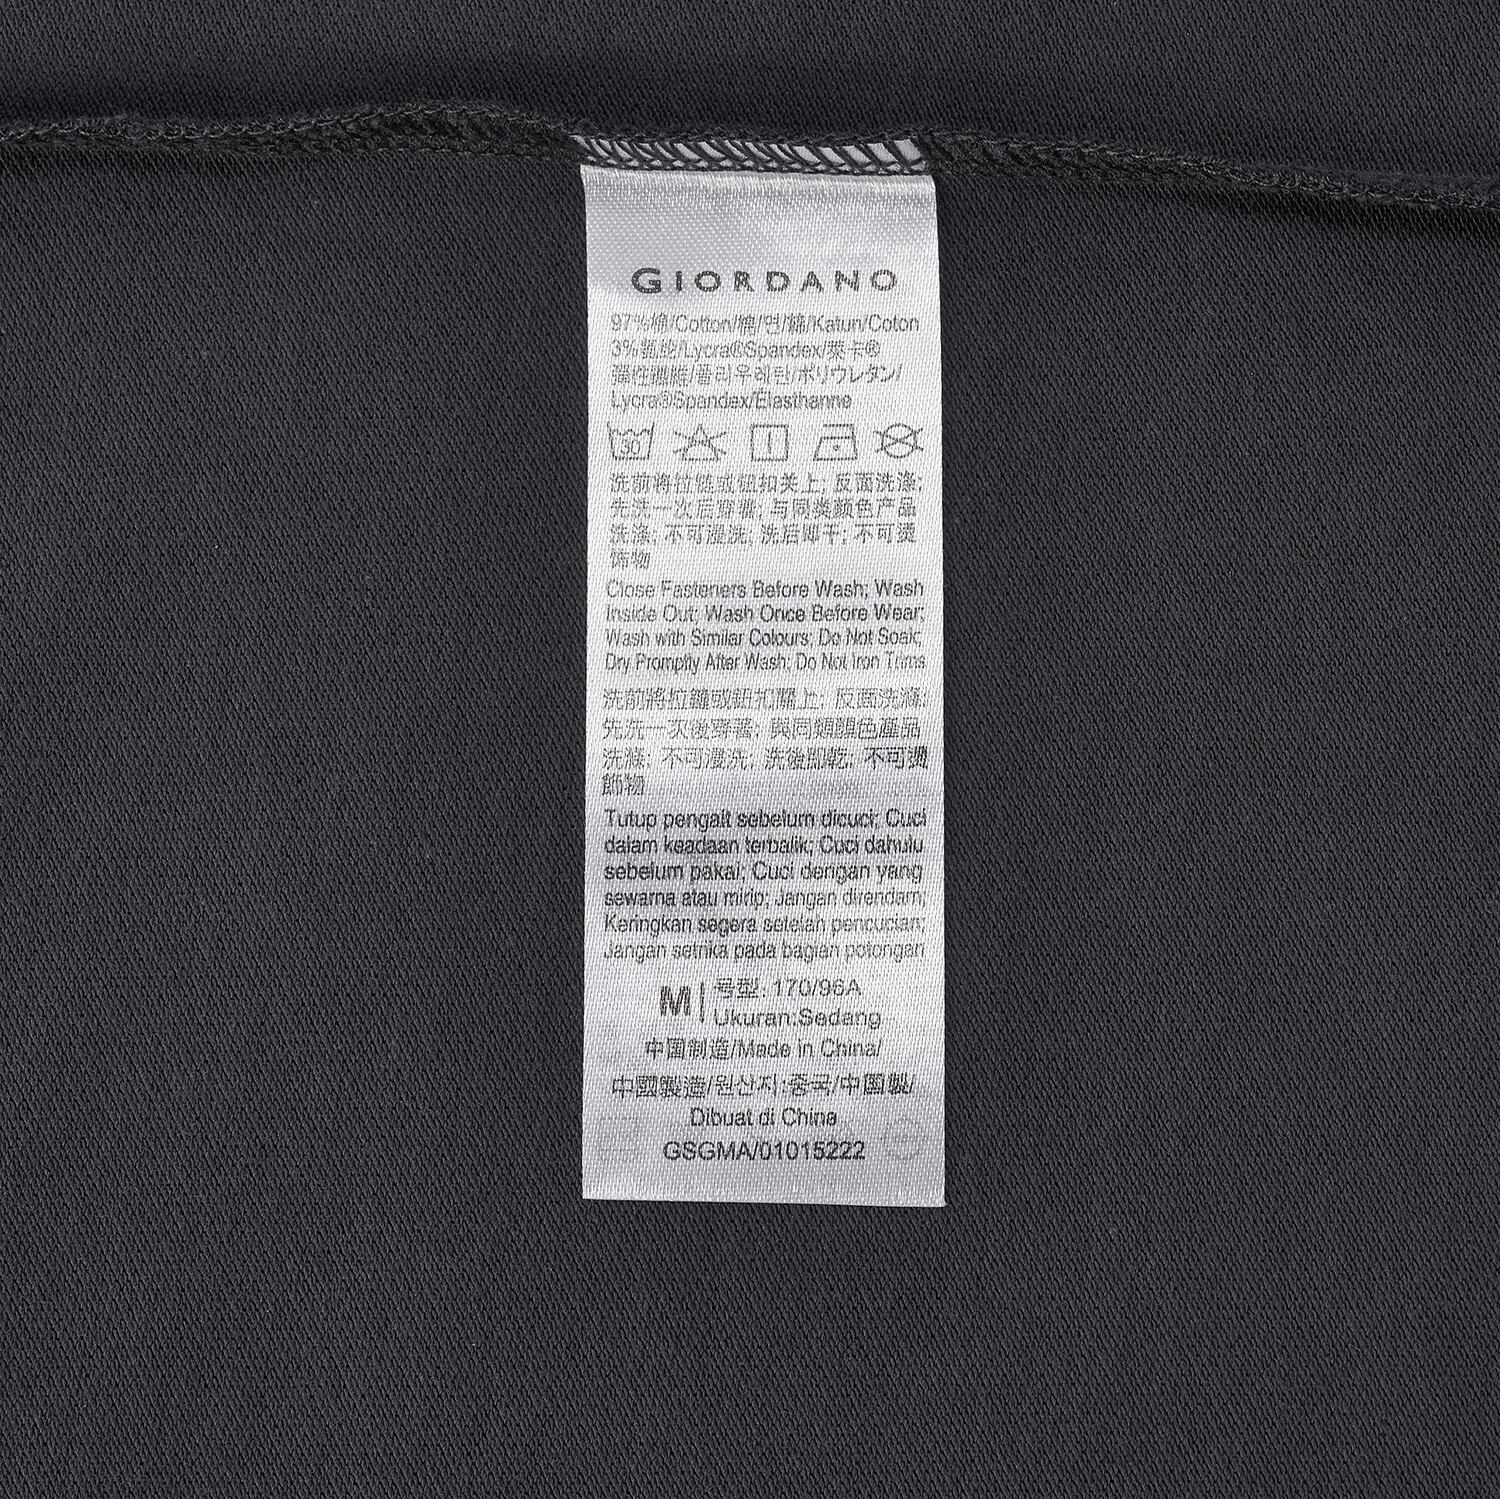 GIORDANO
97%棉/Cotton/棉/면/綿/Katun/Coton
3%氨纶/Lycra®Spandex/萊卡®
彈性纖維/폴리우레탄/ポリウレタン/
Lycra®Spandex/Élasthanne
30
洗前将拉链或钮扣关上; 反面洗涤;
先洗一次后穿著; 与同类颜色产品
洗涤; 不可浸洗; 洗后即干; 不可烫
饰物
Close Fasteners Before Wash; Wash
Inside Out; Wash Once Before Wear;
Wash with Similar Colours; Do Not Soak;
Dry Promptly After Wash; Do Not Iron Trims
洗前將拉鏈或鈕扣關上; 反面洗滌;
先洗一次後穿著; 與同類顏色產品
洗滌; 不可浸洗; 洗後即乾; 不可燙
飾物
Tutup pengait sebelum dicuci; Cuci
dalam keadaan terbalik; Cuci dahulu
sebelum pakai; Cuci dengan yang
sewarna atau mirip; Jangan direndam;
Keringkan segera setelah pencucian;
Jangan setrika pada bagian potongan
M 号型: 170/96A
Ukuran:Sedang
中国制造/Made in China/
中國製造/원산지:중국/中国製/
Dibuat di China
GSGMA/01015222